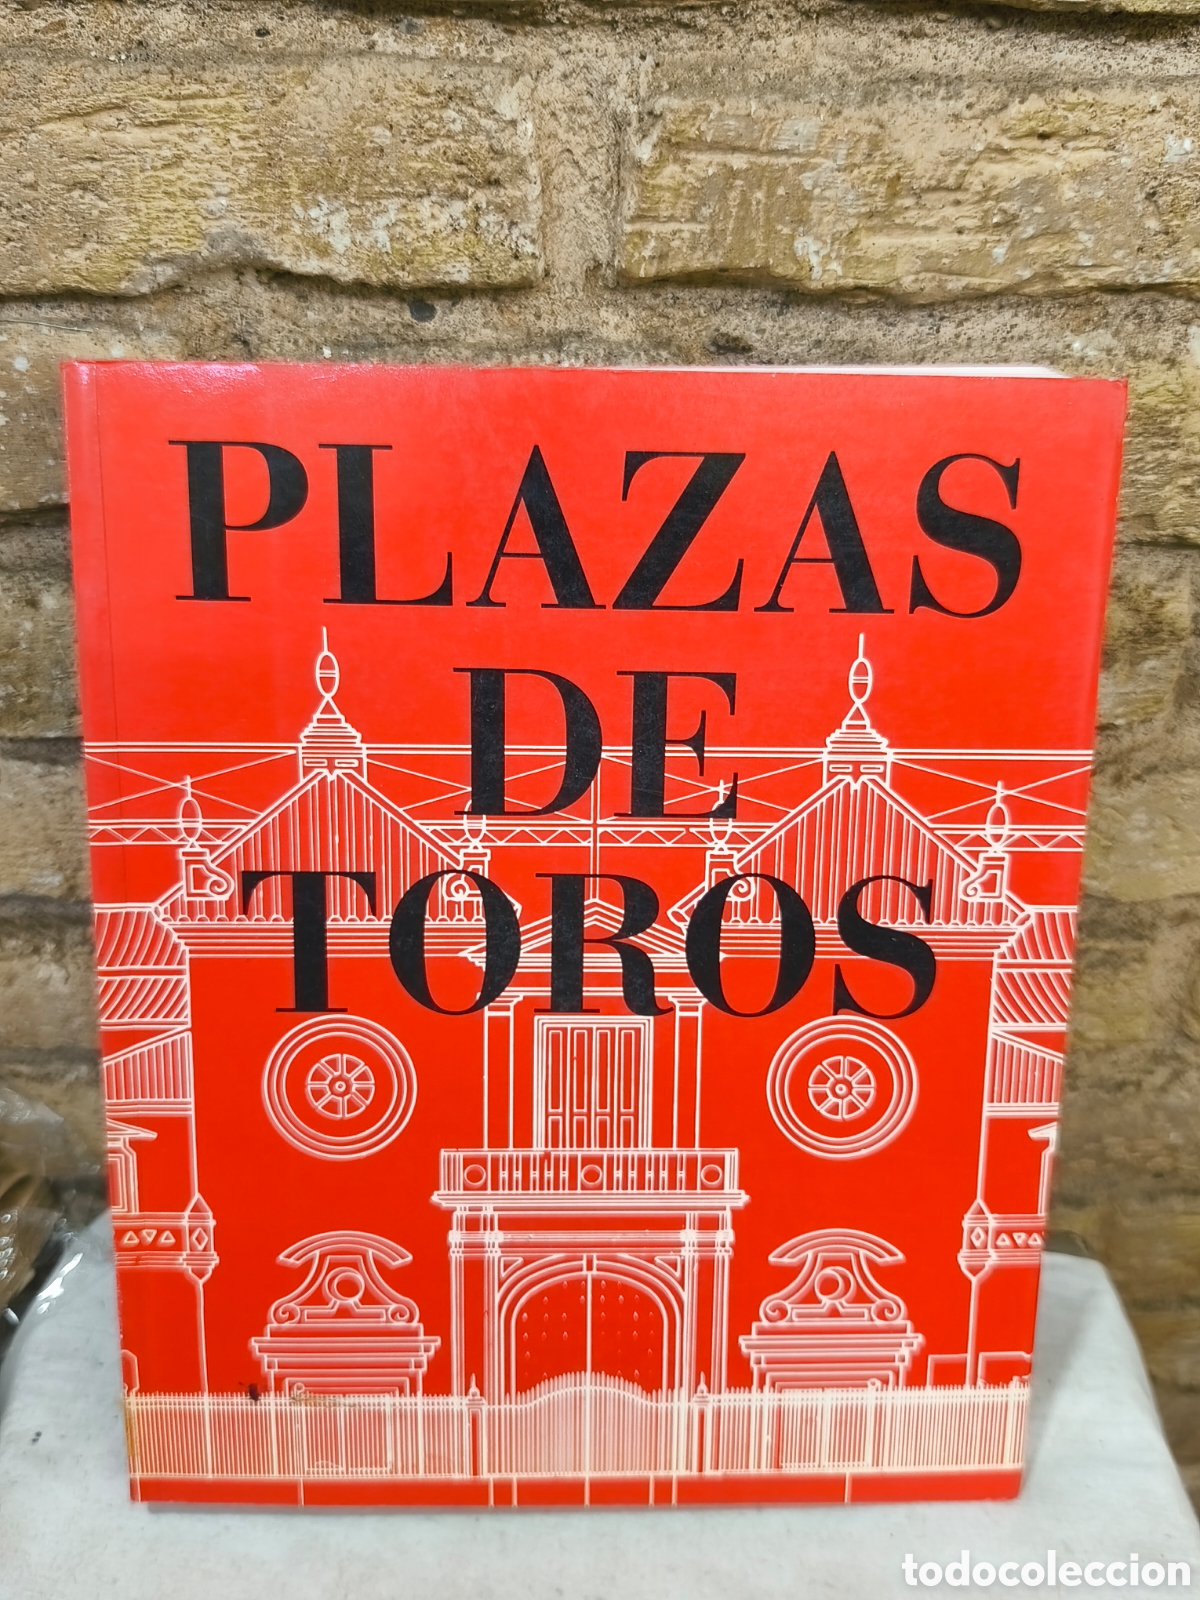 PLAZAS
DE
TOROS
todocoleccion